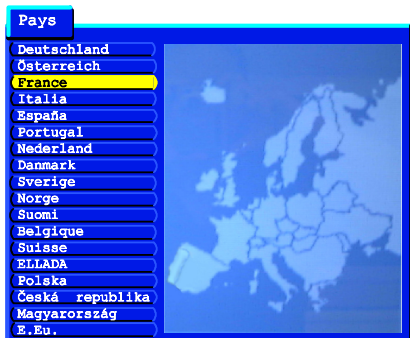 Pays
Deutschland
Österreich
France
Italia
España
Portugal
Nederland
Danmark
Sverige
Norge
Suomi
Belgique
Suisse
ELLADA
Polska
Česká republika
Magyarország
E.Eu.